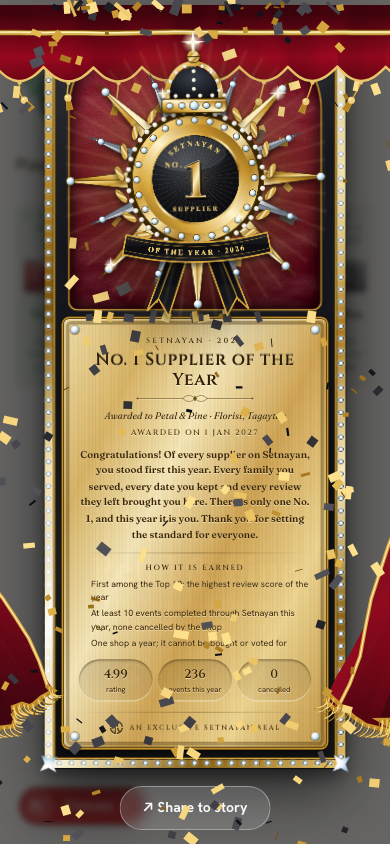 SETNAYAN
NO.
1
SUPPLIER
OF THE YEAR · 2026
SETNAYAN · 202
No. 1 Supplier of the
Year
Awarded to Petal & Pine · Florist, Tagayt
AWARDED ON 1 JAN 2027
Congratulations! Of every supplier on Setnayan,
you stood first this year. Every family you
served, every date you kept and every review
they left brought you here. There is only one No.
1, and this year it is you. Thank you for setting
the standard for everyone.
HOW IT IS EARNED
First among the Top 10: the highest review score of the
year
At least 10 events completed through Setnayan this
year, none cancelled by the shop
One shop a year; it cannot be bought or voted for
4.99
rating
236
events this year
0
cancelled
AN EXCLUSIVE SETNAYAN SEAL
↗ Share to story